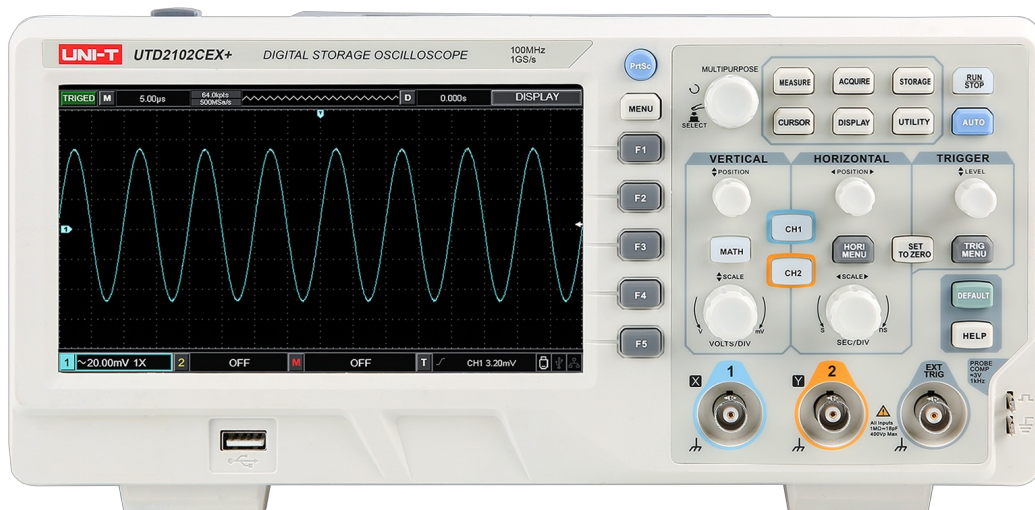 UNI-T UTD2102CEX+ DIGITAL STORAGE OSCILLOSCOPE 100MHz
1GS/s
TRIGED M 5.00μs 64.0kpts
500MSa/s
D 0.000s DISPLAY
T
1
1 ~20.00mV 1X 2 OFF M OFF T CH1 3.20mV
PrtSc
MENU
F1
F2
F3
F4
F5
MULTIPURPOSE
SELECT
MEASURE ACQUIRE STORAGE
CURSOR DISPLAY UTILITY
RUN
STOP
AUTO
VERTICAL HORIZONTAL TRIGGER
POSITION POSITION LEVEL
CH1
MATH
HORI
MENU
SET
TO ZERO
TRIG
MENU
CH2
SCALE SCALE
V mV
VOLTS/DIV
S ns
SEC/DIV
DEFAULT
HELP
X 1
Y 2
EXT
TRIG
PROBE
COMP
≈3V
1kHz
All Inputs
1MΩ=18pF
400Vp Max